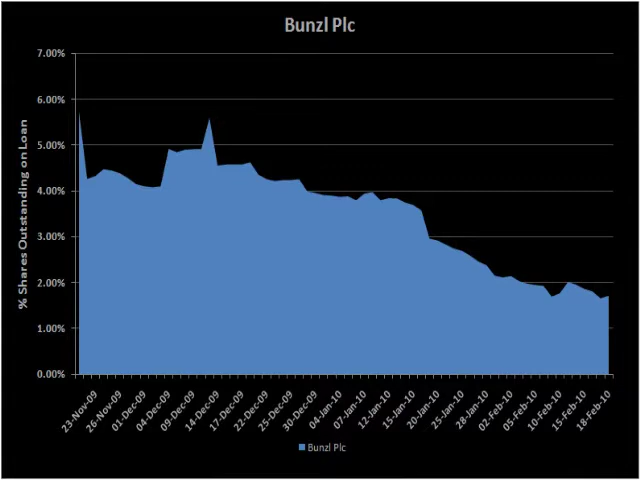 Bunzl Plc
7.00%
6.00%
5.00%
4.00%
3.00%
2.00%
1.00%
0.00%
% Shares Outstanding on Loan
23-Nov-09
26-Nov-09
01-Dec-09
04-Dec-09
09-Dec-09
14-Dec-09
17-Dec-09
22-Dec-09
25-Dec-09
30-Dec-09
04-Jan-10
07-Jan-10
12-Jan-10
15-Jan-10
20-Jan-10
25-Jan-10
28-Jan-10
02-Feb-10
05-Feb-10
10-Feb-10
15-Feb-10
18-Feb-10
Bunzl Plc